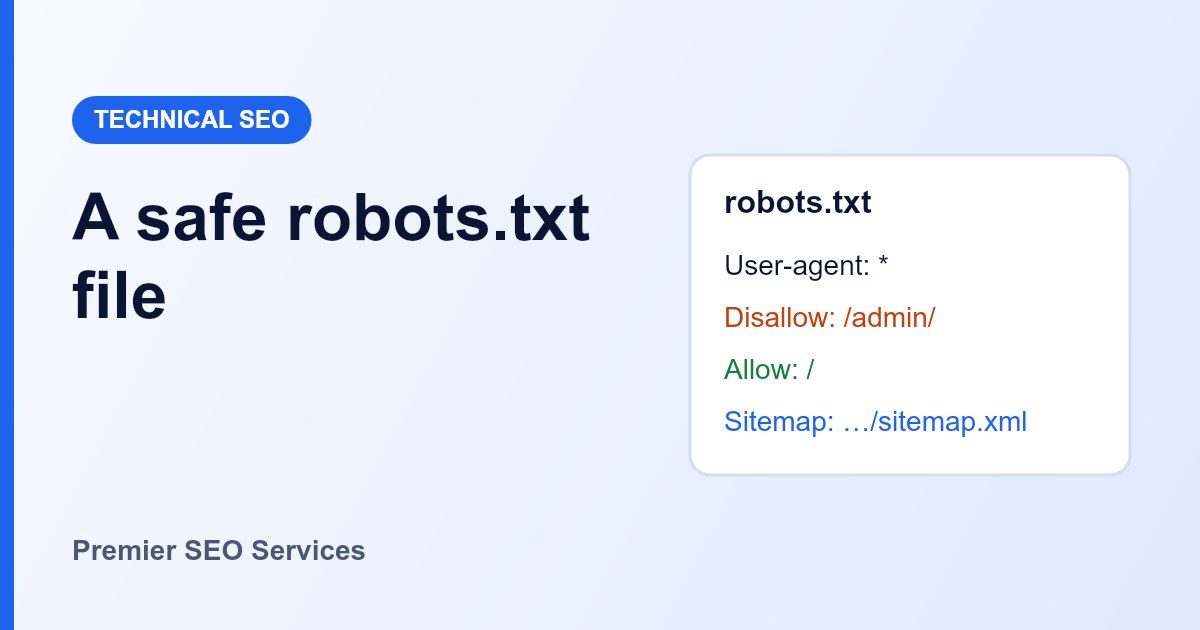 TECHNICAL SEO
A safe robots.txt
file
robots.txt
User-agent: *
Disallow: /admin/
Allow: /
Sitemap: …/sitemap.xml
Premier SEO Services